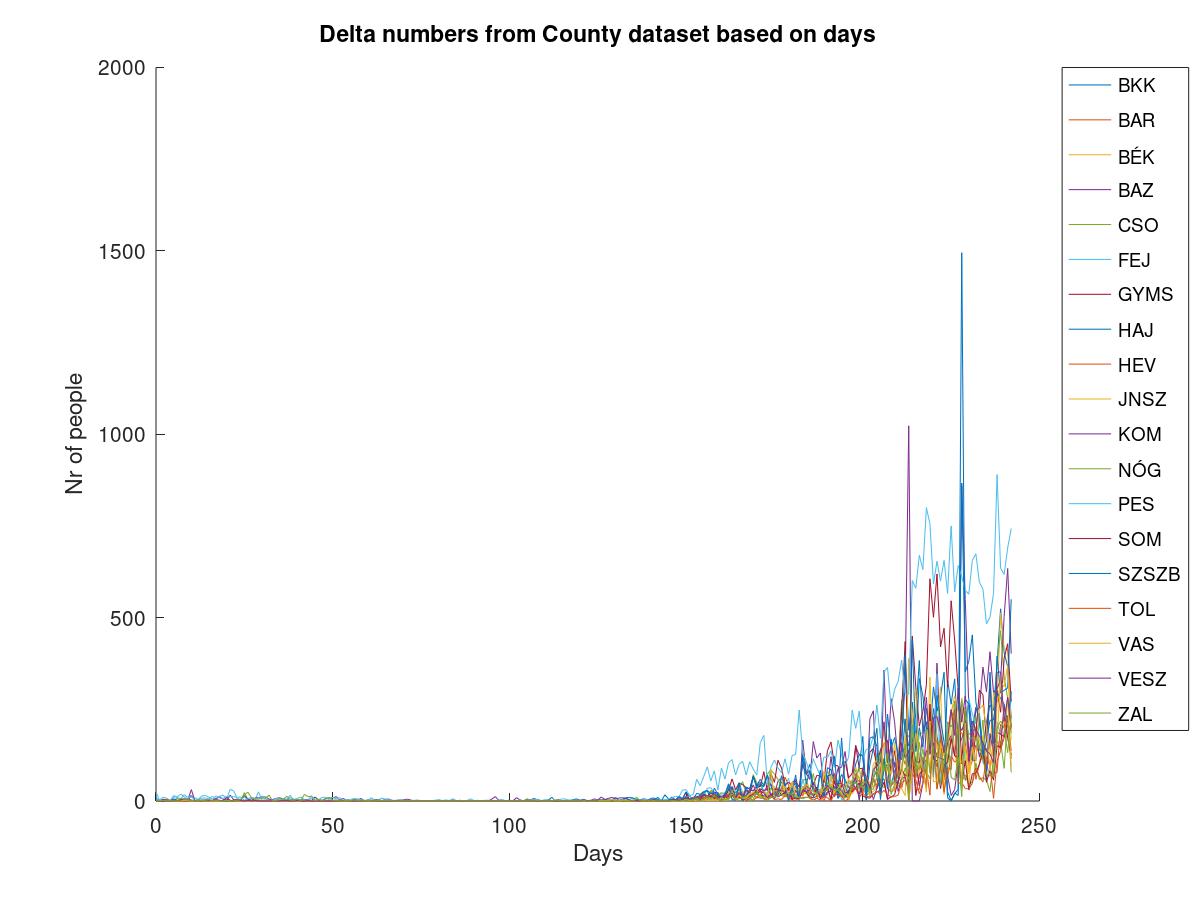 Delta numbers from County dataset based on days
2000
1500
1000
500
0
Nr of people
0 50 100 150 200 250
Days
BKK
BAR
BÉK
BAZ
CSO
FEJ
GYMS
HAJ
HEV
JNSZ
KOM
NÓG
PES
SOM
SZSZB
TOL
VAS
VESZ
ZAL